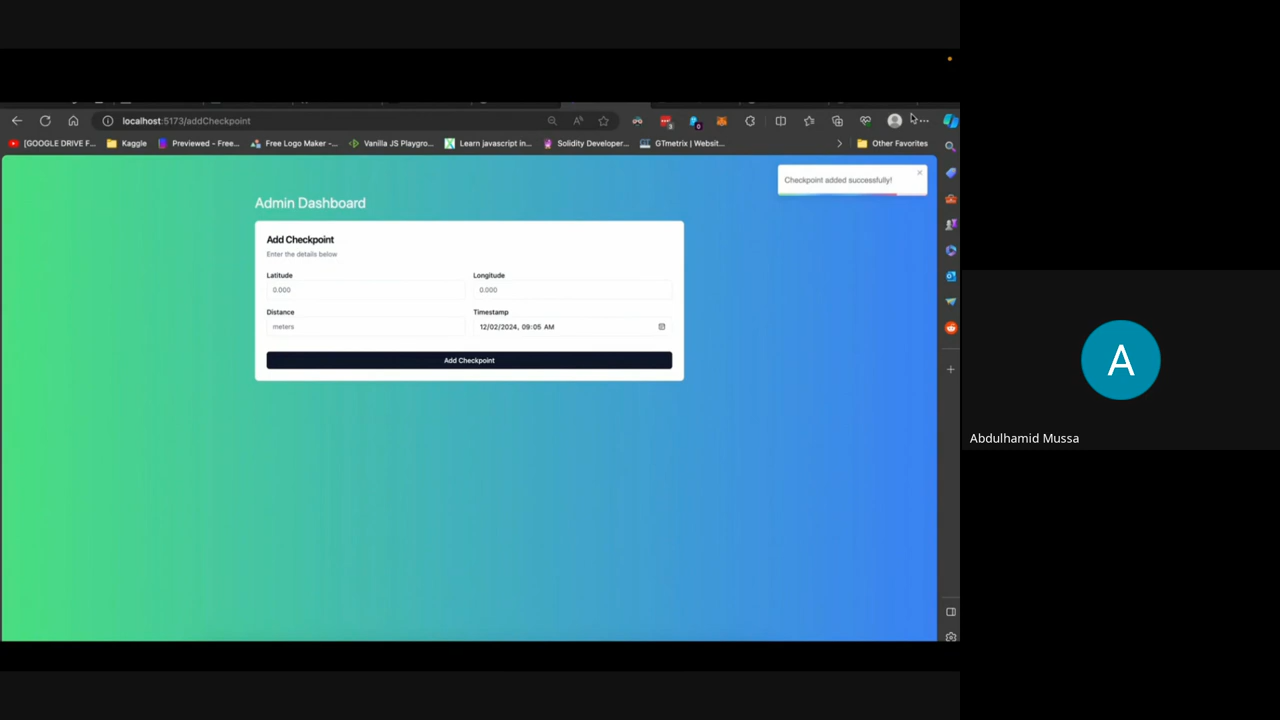 localhost:5173/addCheckpoint
[GOOGLE DRIVE F...
Kaggle
Previewed - Free...
Free Logo Maker -...
Vanilla JS Playgro...
Learn javascript in...
Solidity Developer...
GTmetrix | Websit...
Other Favorites
Checkpoint added successfully!
Admin Dashboard
Add Checkpoint
Enter the details below
Latitude
Longitude
0.000
0.000
Distance
Timestamp
meters
12/02/2024, 09:05 AM
Add Checkpoint
A
Abdulhamid Mussa